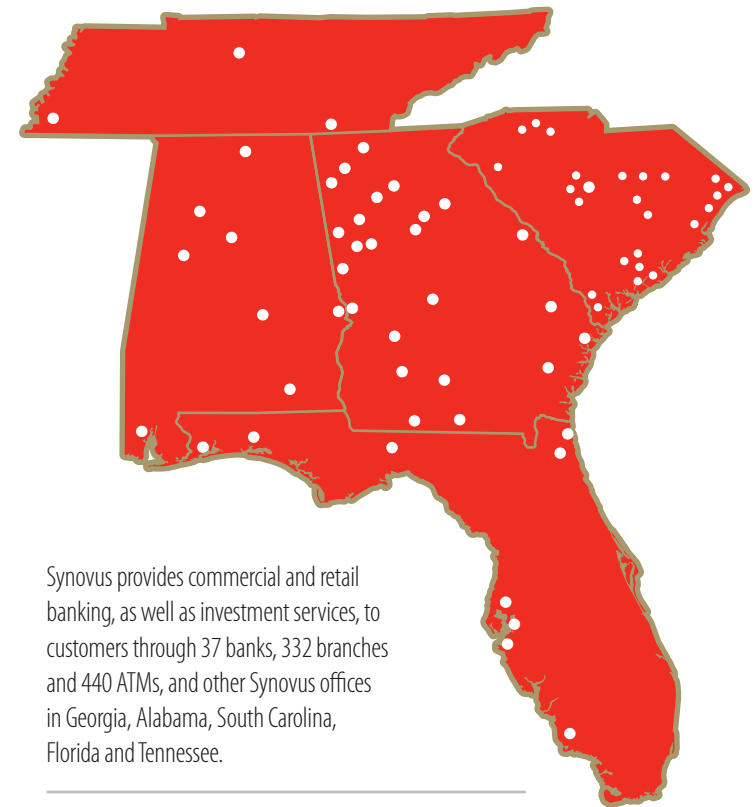 Synovus provides commercial and retail
banking, as well as investment services, to
customers through 37 banks, 332 branches
and 440 ATMs, and other Synovus offices
in Georgia, Alabama, South Carolina,
Florida and Tennessee.